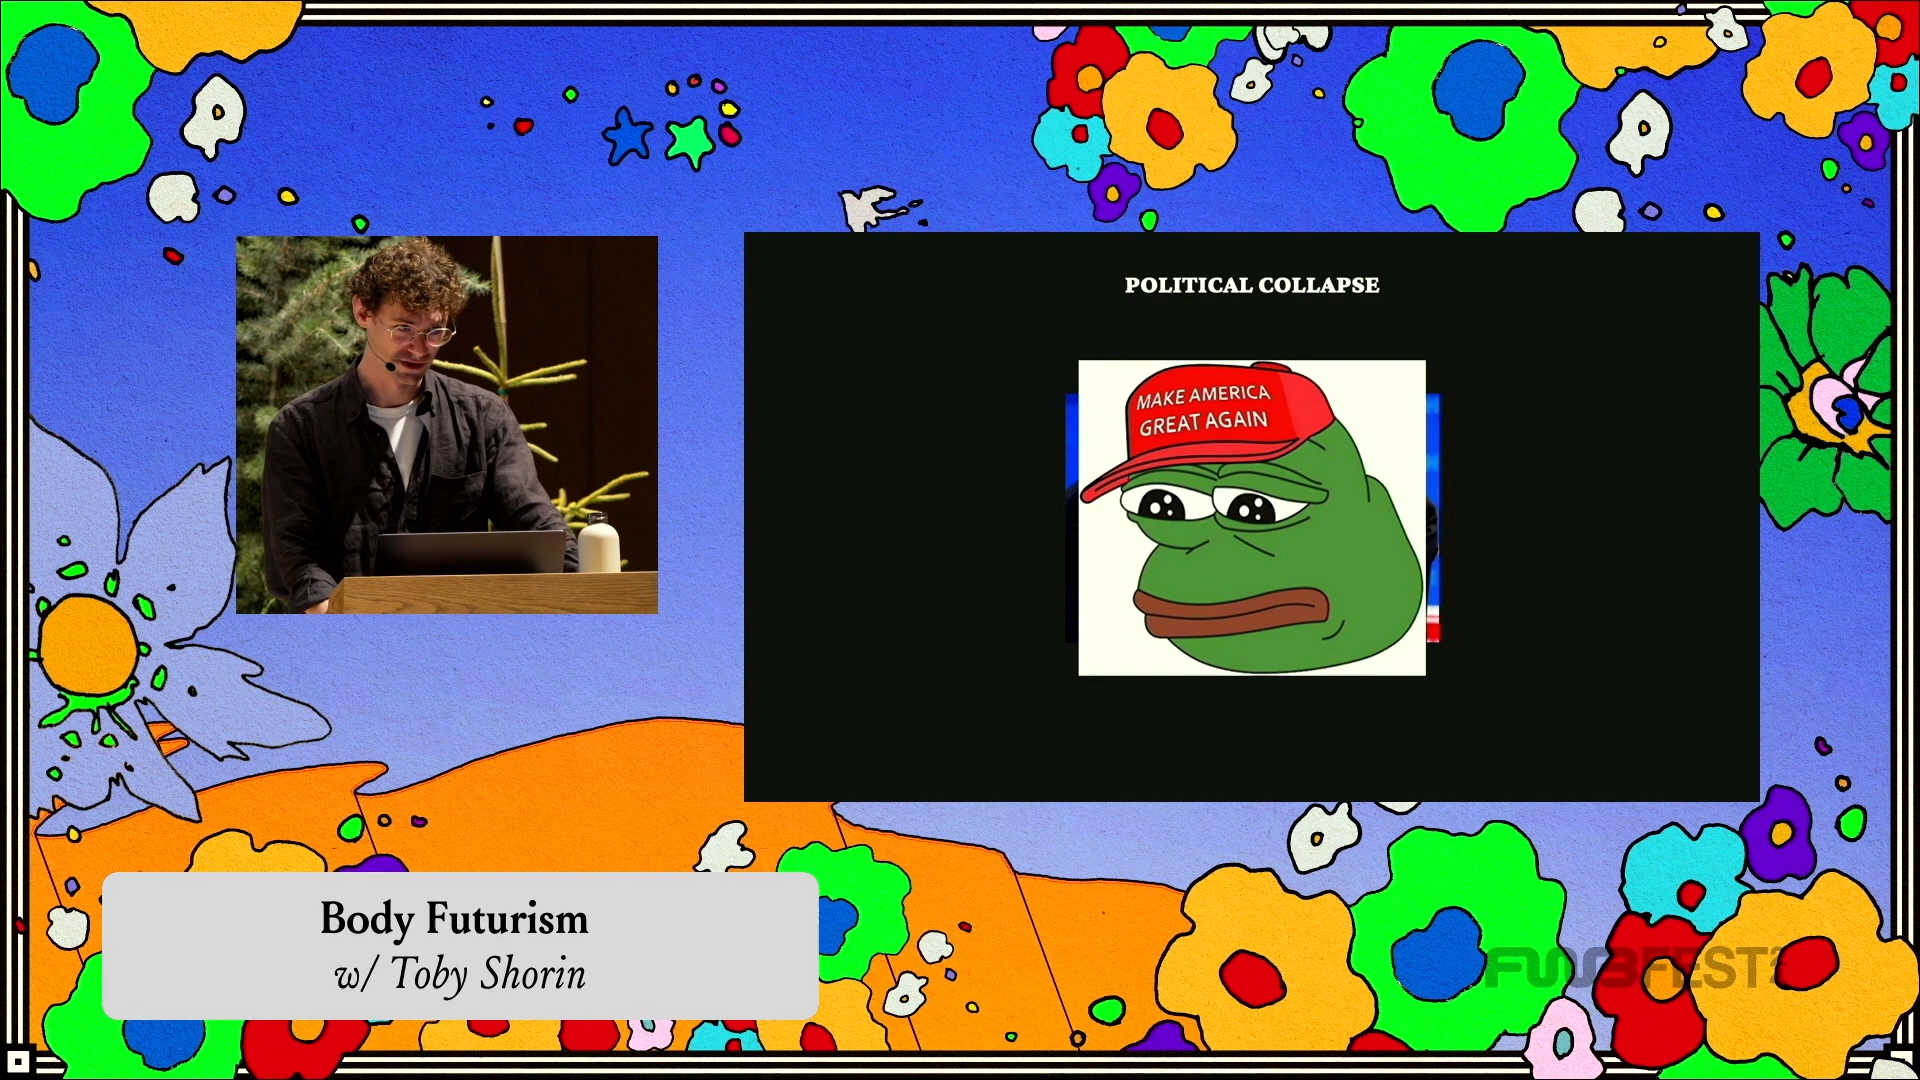 POLITICAL COLLAPSE
MAKE AMERICA
GREAT AGAIN
Body Futurism
w/ Toby Shorin